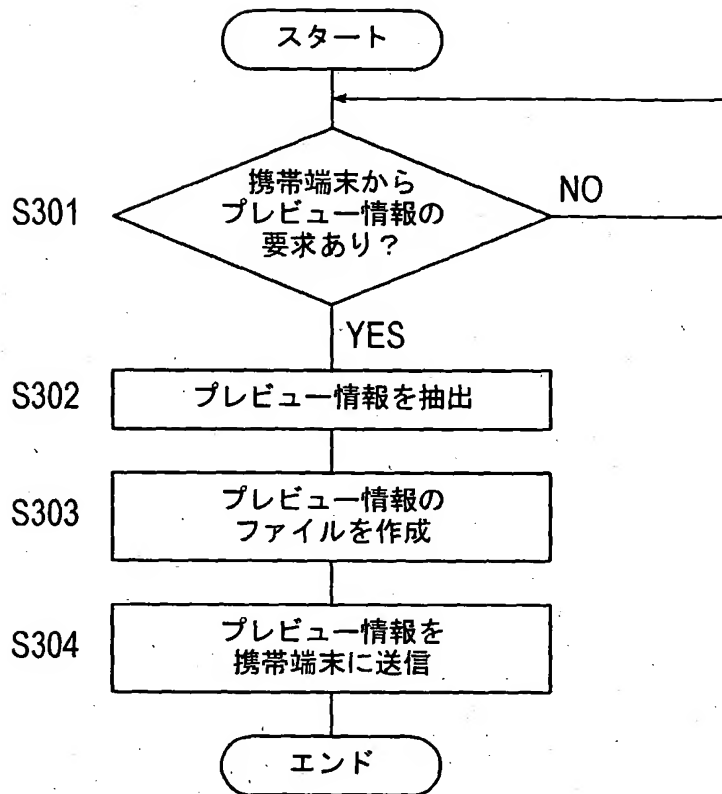 スタート
S301
携帯端末から
プレビュー情報の
要求あり？
NO
YES
S302
プレビュー情報を抽出
S303
プレビュー情報の
ファイルを作成
S304
プレビュー情報を
携帯端末に送信
エンド